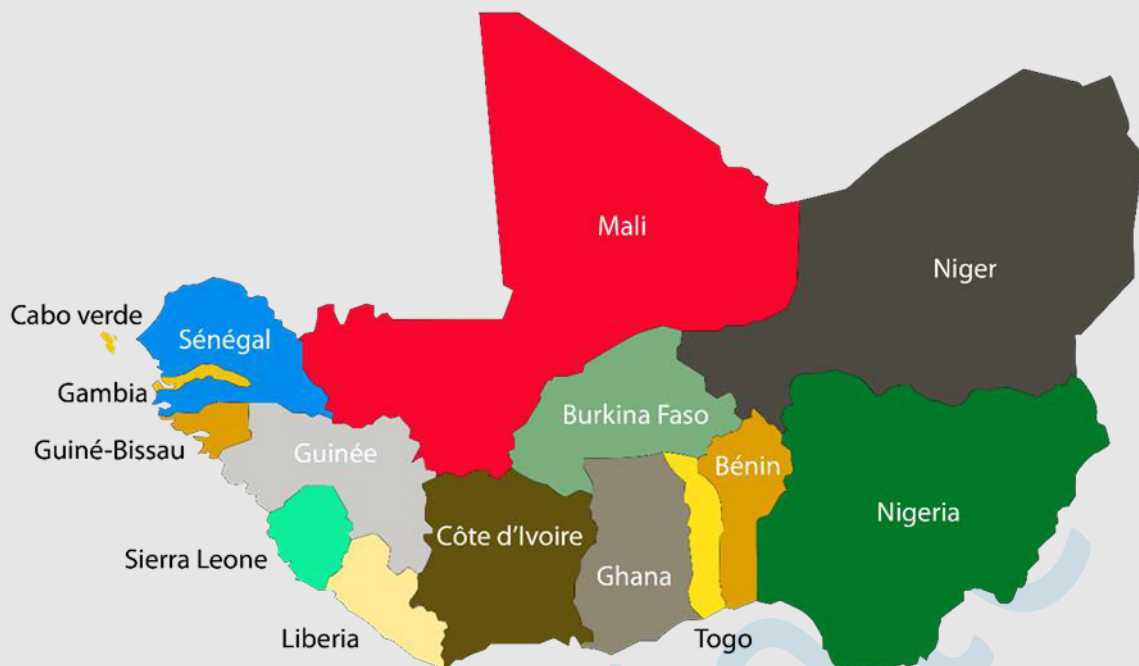 Mali
Niger
Cabo verde
Sénégal
Gambia
Burkina Faso
Guiné-Bissau
Guinée
Bénin
Nigeria
Côte d'Ivoire
Sierra Leone
Ghana
Liberia
Togo